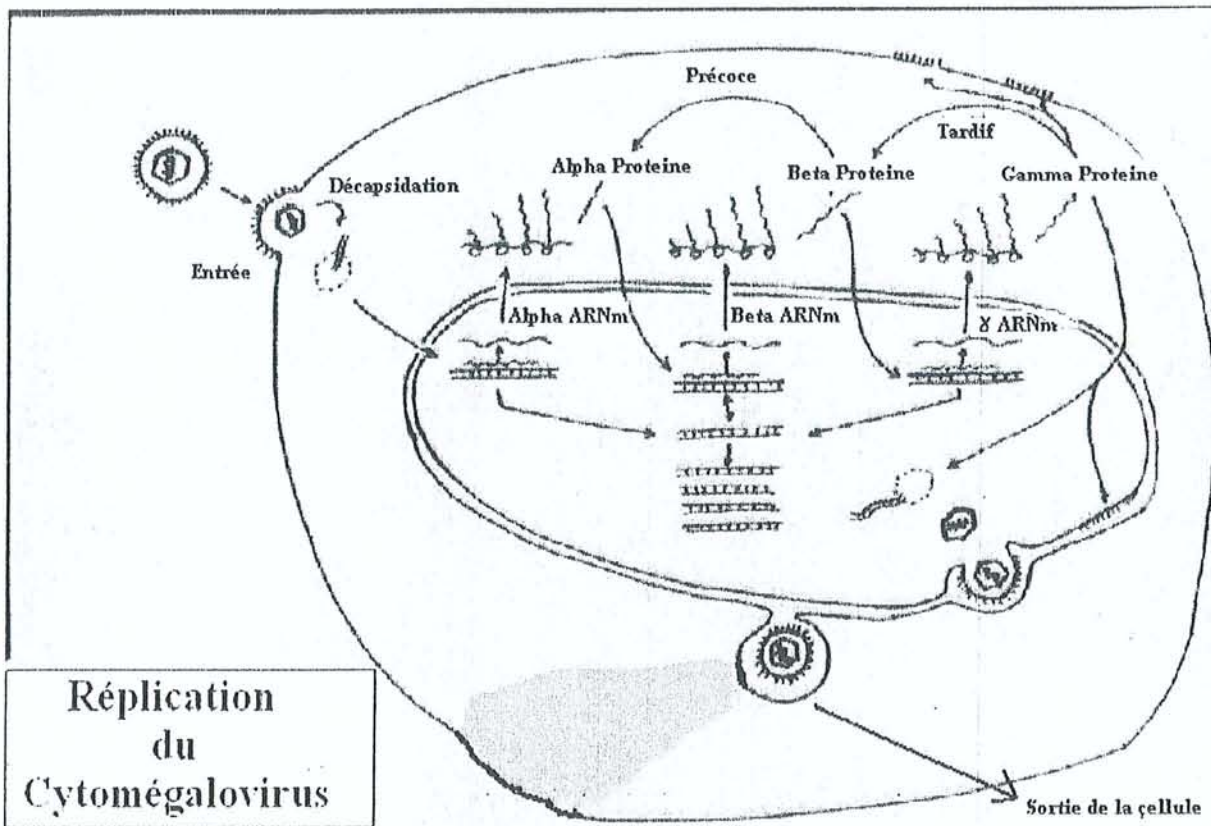 Précoce
Tardif
Alpha Proteine
Beta Proteine
Gamma Proteine
Décapsidation
Entrée
Alpha ARNm
Beta ARNm
ɣ ARNm
Réplication
du
Cytomégalovirus
Sortie de la çellule